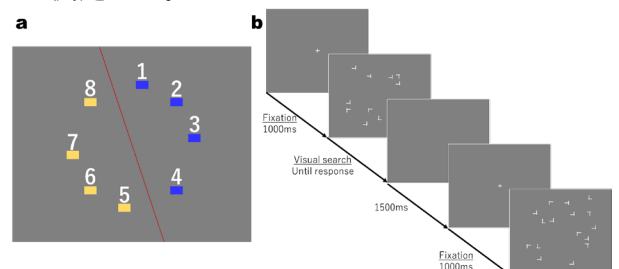 a
b
1
8
2
3
7
6
4
5
Fixation
1000ms
Visual search
Until response
1500ms
Fixation
1000ms